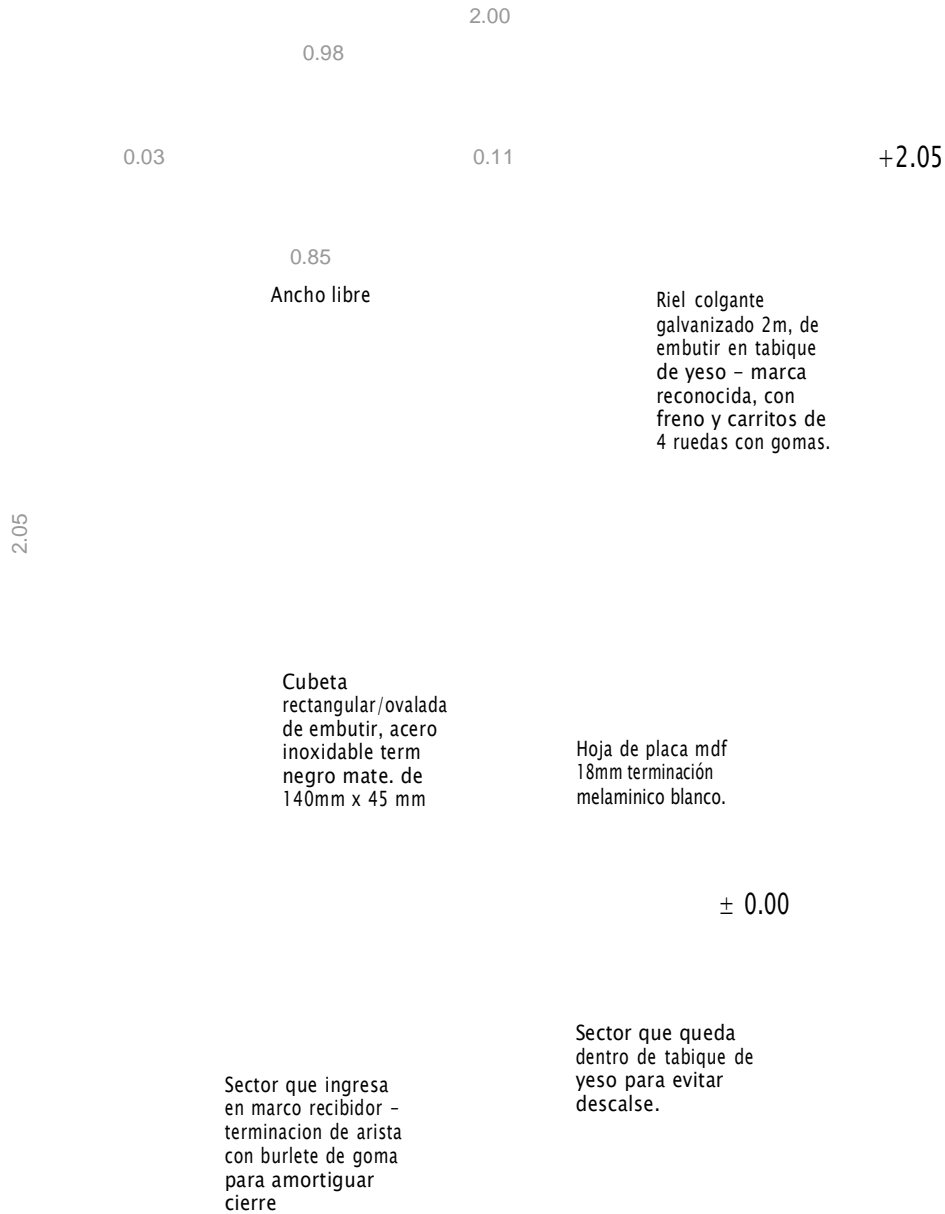 2.00
0.98
0.03
0.11
+2.05
0.85
Ancho libre
Riel colgante
galvanizado 2m, de
embutir en tabique
de yeso – marca
reconocida, con
freno y carritos de
4 ruedas con gomas.
2.05
Cubeta
rectangular/ovalada
de embutir, acero
inoxidable term
negro mate. de
140mm x 45 mm
Hoja de placa mdf
18mm terminación
melaminico blanco.
± 0.00
Sector que queda
dentro de tabique de
yeso para evitar
descalse.
Sector que ingresa
en marco recibidor –
terminacion de arista
con burlete de goma
para amortiguar
cierre